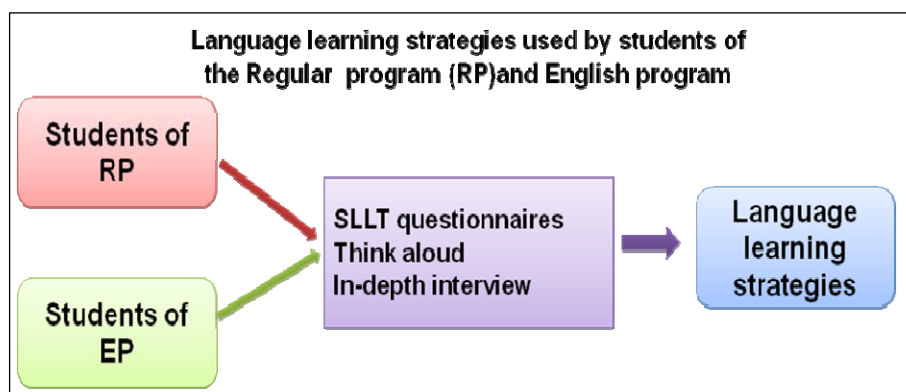 Language learning strategies used by students of
the Regular program (RP)and English program
Students of
RP
SLLT questionnaires
Think aloud
In-depth interview
Language
learning
strategies
Students of
EP